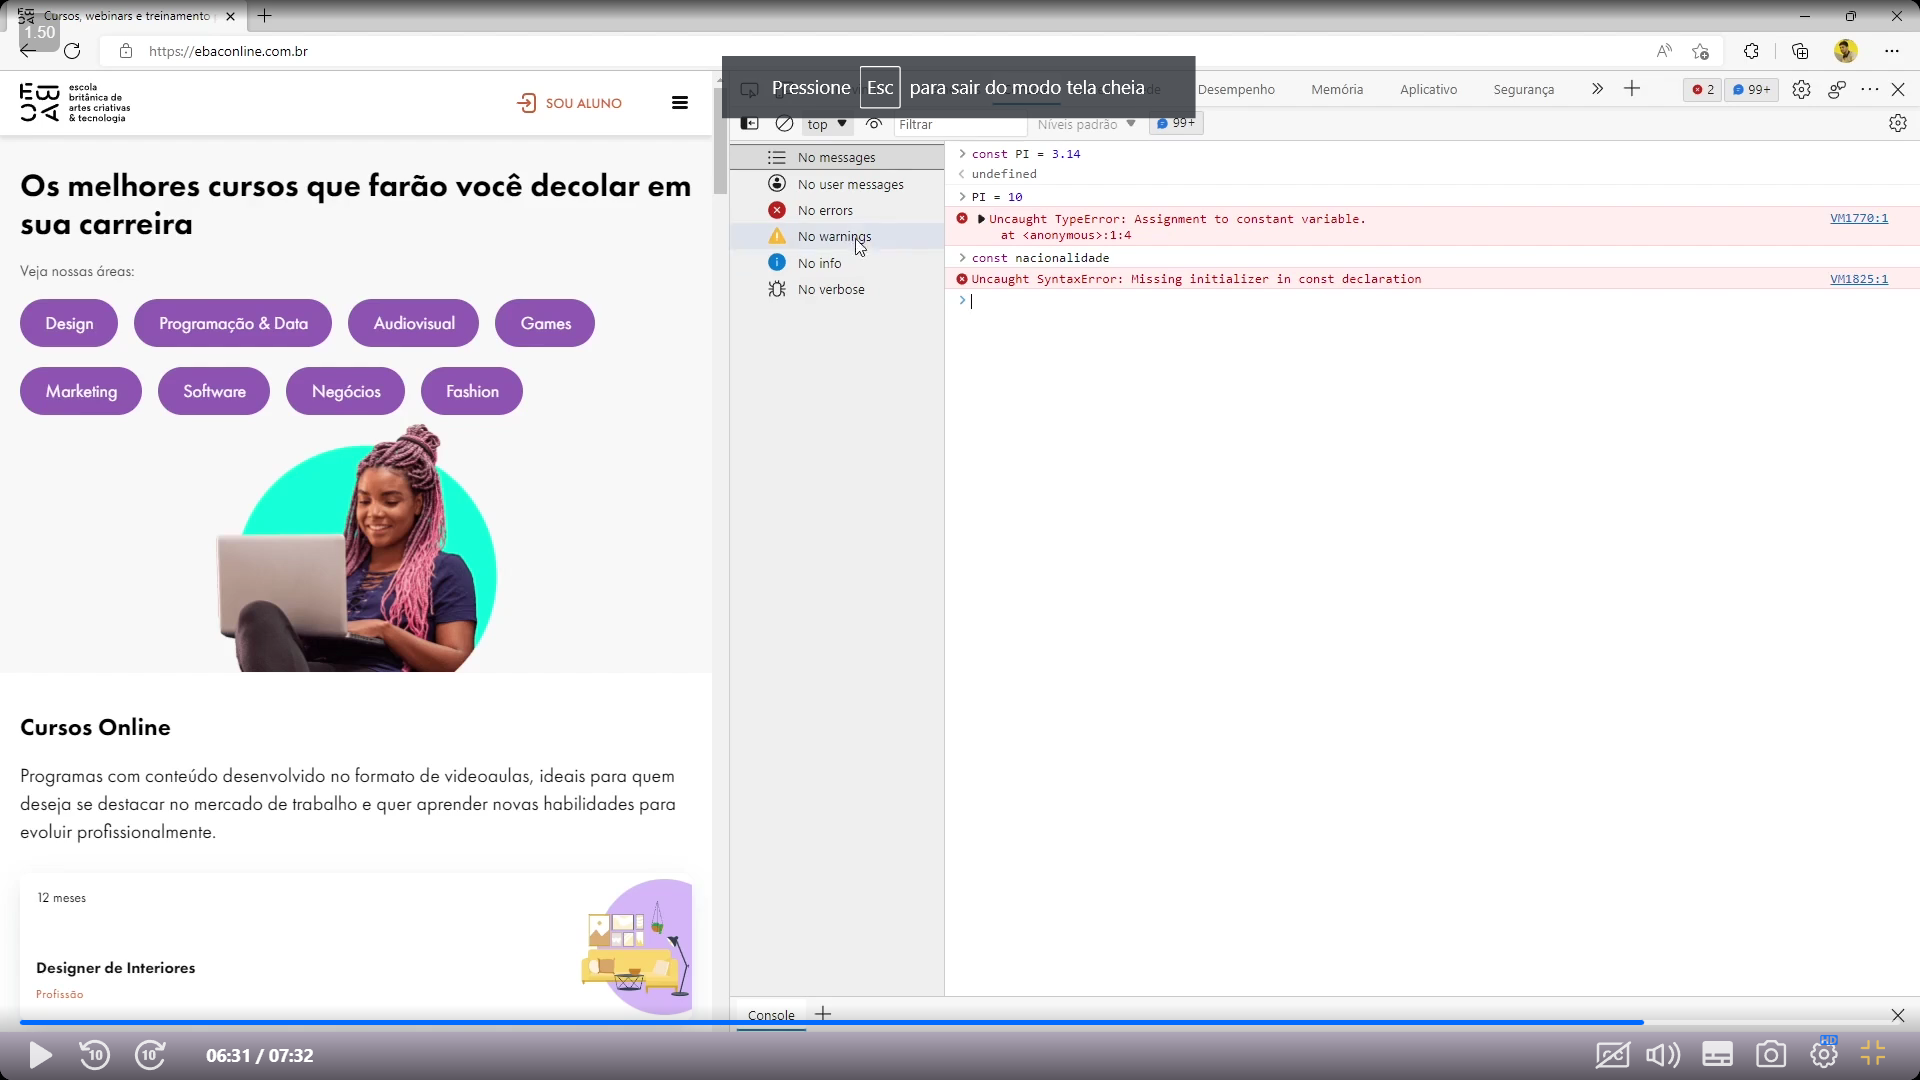 Cursos, webinars e treinamento
1.50
https://ebaconline.com.br
EBAC
escola
britânica de
artes criativas
& tecnologia
SOU ALUNO
Pressione Esc para sair do modo tela cheia
Desempenho
Memória
Aplicativo
Segurança
2
99+
top
Filtrar
Níveis padrão
99+
Os melhores cursos que farão você decolar em
sua carreira
Veja nossas áreas:
Design
Programação & Data
Audiovisual
Games
Marketing
Software
Negócios
Fashion
No messages
No user messages
No errors
No warnings
No info
No verbose
> const PI = 3.14
< undefined
> PI = 10
Uncaught TypeError: Assignment to constant variable. VM1770:1
at <anonymous>:1:4
> const nacionalidade
Uncaught SyntaxError: Missing initializer in const declaration VM1825:1
>
Cursos Online
Programas com conteúdo desenvolvido no formato de videoaulas, ideais para quem
deseja se destacar no mercado de trabalho e quer aprender novas habilidades para
evoluir profissionalmente.
12 meses
Designer de Interiores
Profissão
Console
10
10
06:31 / 07:32
HD